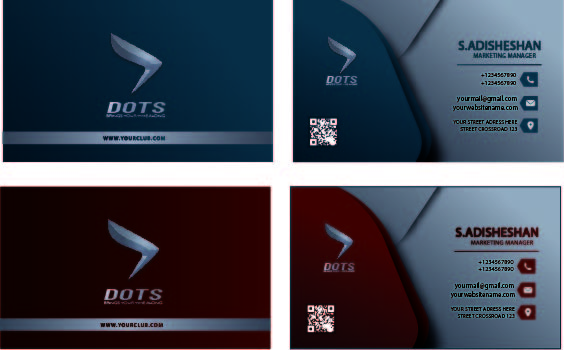 DOTS
WWW.YOURCLUB.COM
DOTS
S.ADISHESHAN
MARKETING MANAGER
+1234567890
+1234567890
yourmail@gmail.com
yourwebsitename.com
YOUR STREET ADRESS HERE
STREET CROSSROAD 123
DOTS
WWW.YOURCLUB.COM
DOTS
S.ADISHESHAN
MARKETING MANAGER
+1234567890
+1234567890
yourmail@gmail.com
yourwebsitename.com
YOUR STREET ADRESS HERE
STREET CROSSROAD 123